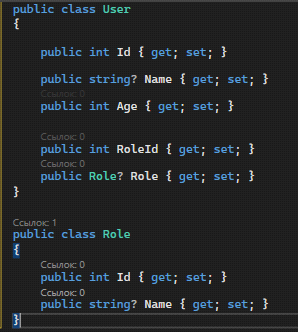 public class User
{
public int Id { get; set; }
public string? Name { get; set; }
Ссылок: 0
public int Age { get; set; }
Ссылок: 0
public int RoleId { get; set; }
Ссылок: 0
public Role? Role { get; set; }
}
Ссылок: 1
public class Role
{
Ссылок: 0
public int Id { get; set; }
Ссылок: 0
public string? Name { get; set; }
}